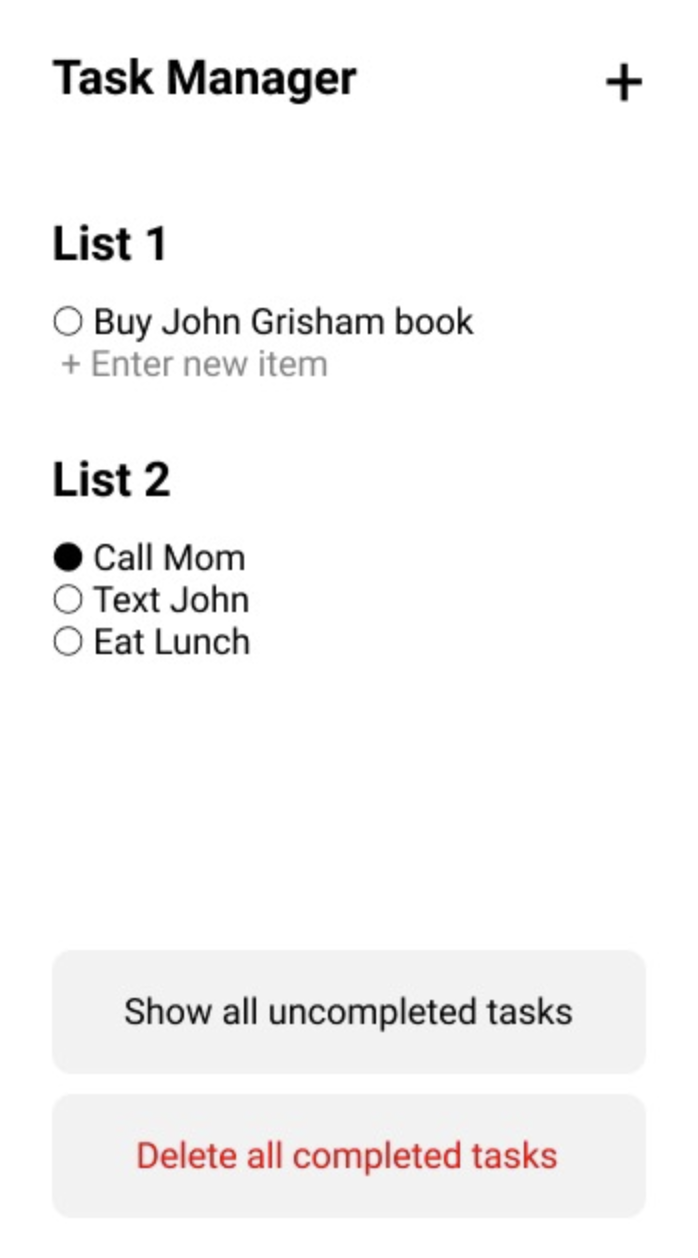 Task Manager +
List 1
Buy John Grisham book
+ Enter new item
List 2
Call Mom
Text John
Eat Lunch
Show all uncompleted tasks
Delete all completed tasks